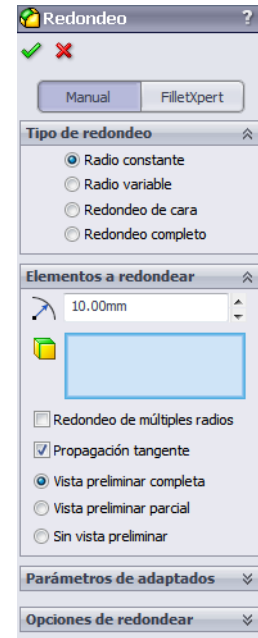 Redondeo ?
Manual FilletXpert
Tipo de redondeo
Radio constante
Radio variable
Redondeo de cara
Redondeo completo
Elementos a redondear
10.00mm
Redondeo de múltiples radios
Propagación tangente
Vista preliminar completa
Vista preliminar parcial
Sin vista preliminar
Parámetros de adaptados
Opciones de redondear